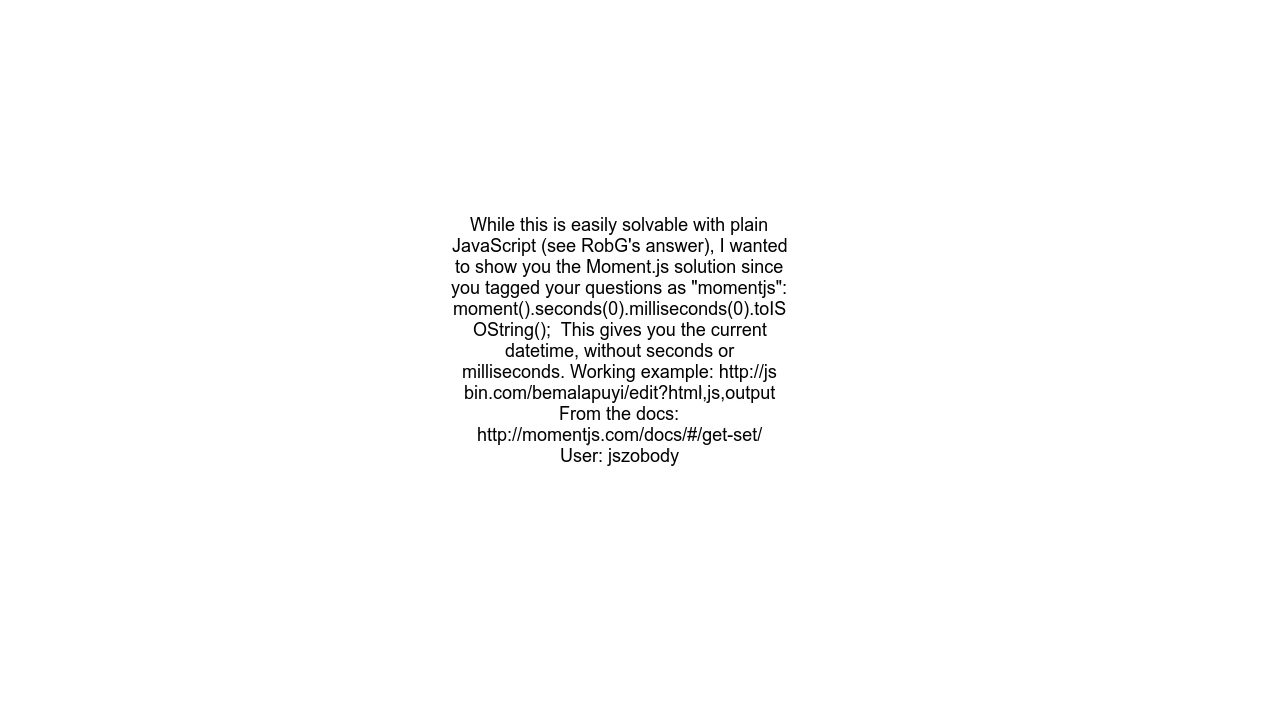 While this is easily solvable with plain
JavaScript (see RobG's answer), I wanted
to show you the Moment.js solution since
you tagged your questions as "momentjs":
moment().seconds(0).milliseconds(0).toIS
OString();  This gives you the current
datetime, without seconds or
milliseconds. Working example: http://js
bin.com/bemalapuyi/edit?html,js,output
From the docs:
http://momentjs.com/docs/#/get-set/
User: jszobody